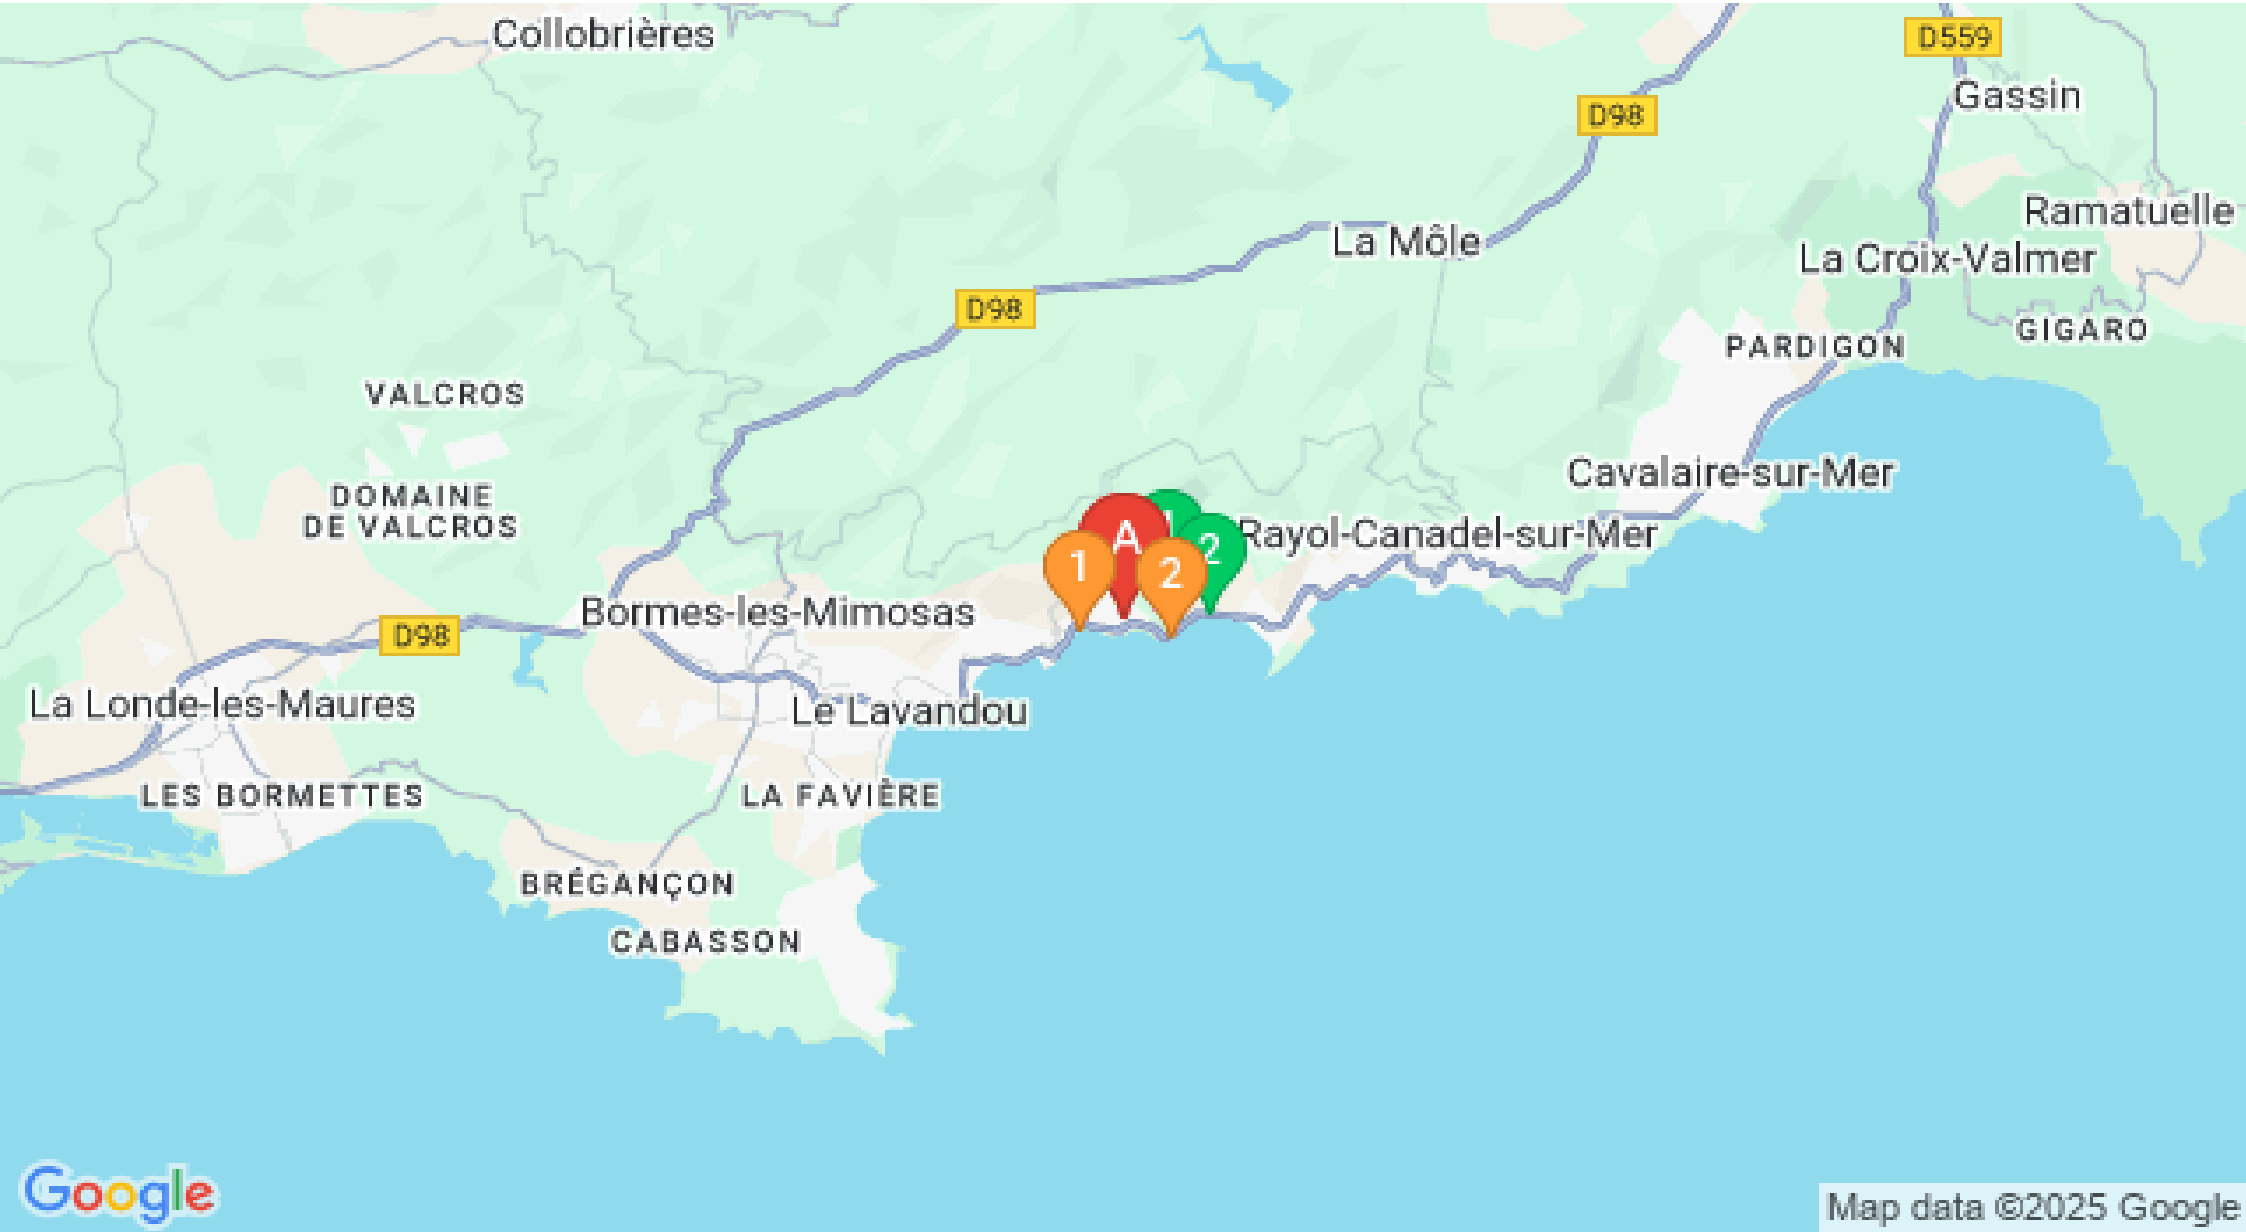 Collobrières
D559
Gassin
D98
Ramatuelle
La Môle
La Croix-Valmer
D98
GIGARO
PARDIGON
VALCROS
Cavalaire-sur-Mer
DOMAINE
DE VALCROS
A
1
2
Rayol-Canadel-sur-Mer
1
2
Bormes-les-Mimosas
D98
La Londe-les-Maures
Le Lavandou
LES BORMETTES
LA FAVIÈRE
BRÉGANÇON
CABASSON
Google
Map data ©2025 Google